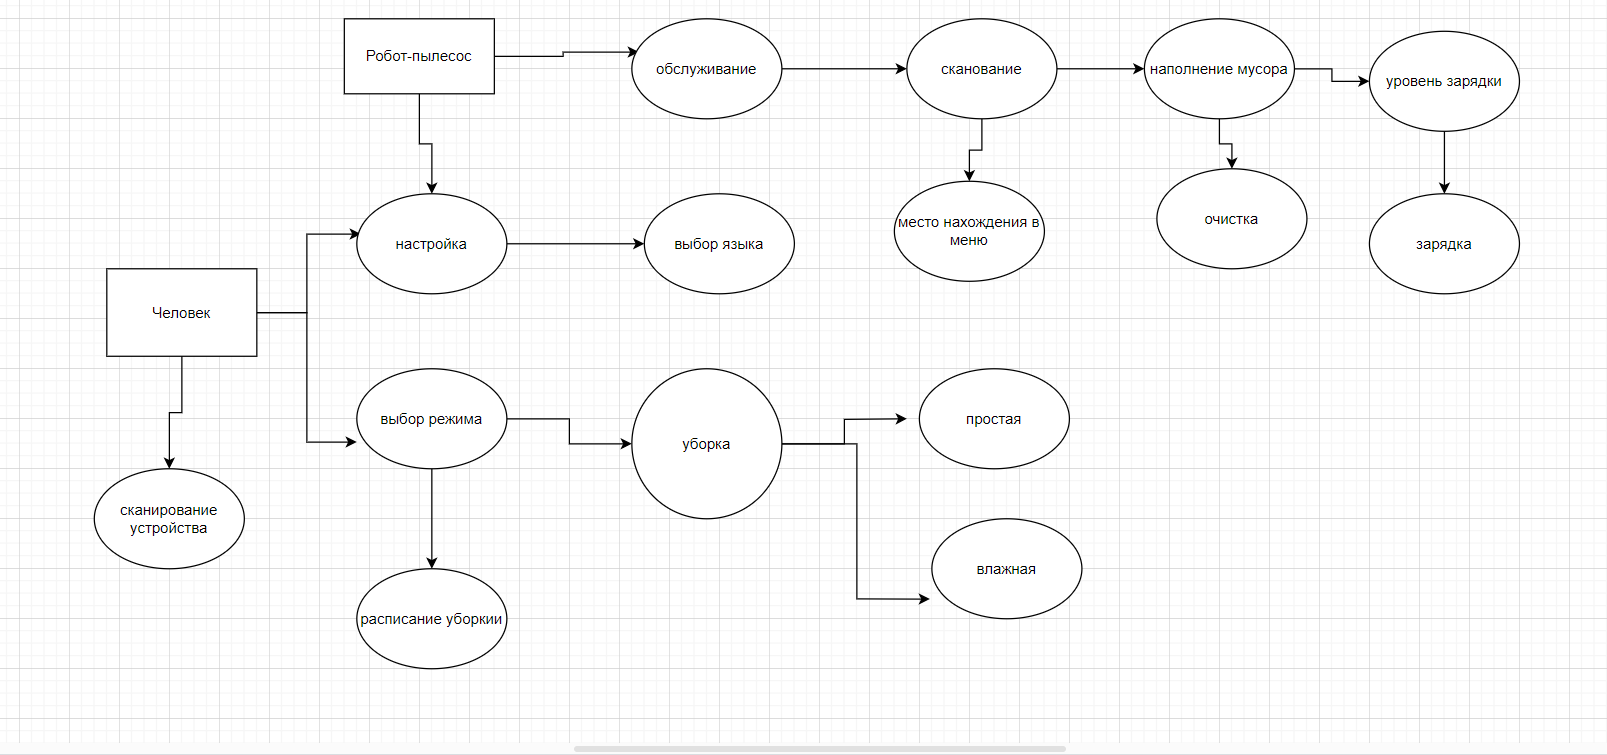 Робот-пылесос
обслуживание
сканование
наполнение мусора
уровень зарядки
место нахождения в
меню
очистка
зарядка
настройка
выбор языка
Человек
выбор режима
уборка
простая
сканирование
устройства
влажная
расписание уборкии